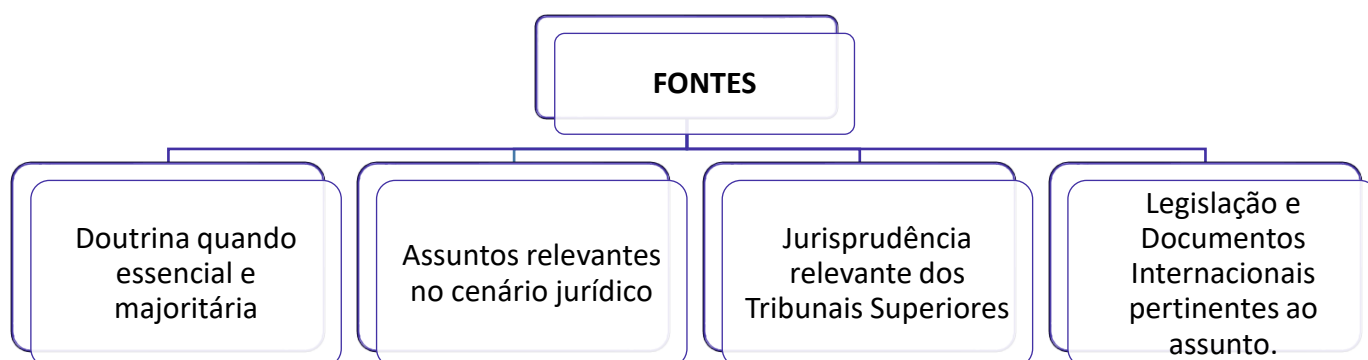 FONTES
Doutrina quando
essencial e
majoritária
Assuntos relevantes
no cenário jurídico
Jurisprudência
relevante dos
Tribunais Superiores
Legislação e
Documentos
Internacionais
pertinentes ao
assunto.